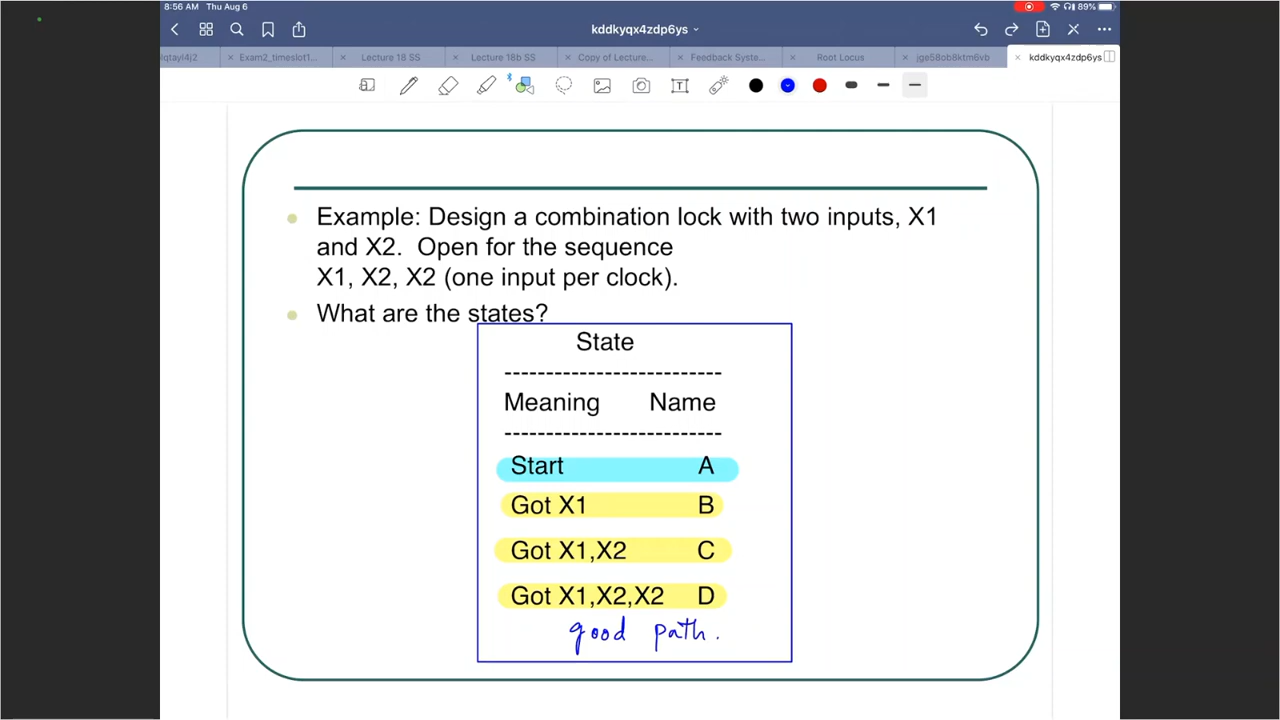 8:56 AM Thu Aug 6
89%
kddkyqx4zdp6ys
lqtayl4j2
Exam2_timeslot1...
Lecture 18 SS
Lecture 18b SS
Copy of Lecture...
Feedback Syste...
Root Locus
jge58ob8ktm6vb
kddkyqx4zdp6ys
T
Example: Design a combination lock with two inputs, X1
and X2. Open for the sequence
X1, X2, X2 (one input per clock).
What are the states?
State
--------------------------
Meaning Name
--------------------------
Start A
Got X1 B
Got X1,X2 C
Got X1,X2,X2 D
good path.